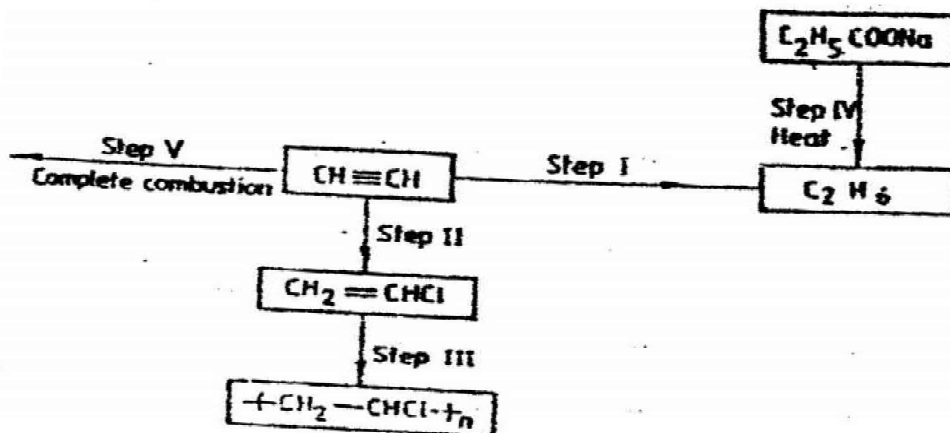 C₂H₅COONa
Step IV
Heat
Step V
Complete combustion
CH≡CH
Step I
C₂H₆
Step II
CH₂=CHCl
Step III
-(-CH₂-CHCl-)-n